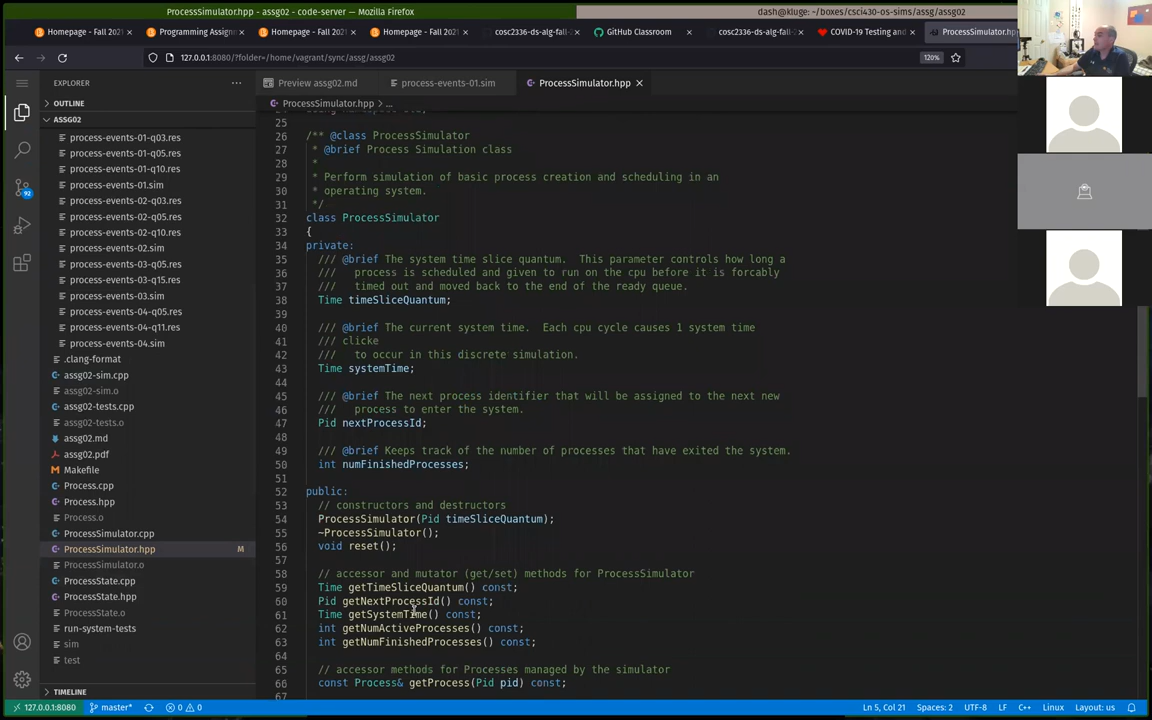 ProcessSimulator.hpp - assg02 - code-server — Mozilla Firefox
dash@kluge: ~/boxes/csci430-os-sims/assg/assg02
Homepage - Fall 202
Programming Assignm
Homepage - Fall 202
Homepage - Fall 202
cosc2336-ds-alg-fall-2
GitHub Classroom
cosc2336-ds-alg-fall-2
COVID-19 Testing and
ProcessSimulator.hp
127.0.0.1:8080/?folder=/home/vagrant/sync/assg/assg02
120%
EXPLORER
Preview assg02.md
process-events-01.sim
ProcessSimulator.hpp
OUTLINE
ProcessSimulator.hpp > ...
ASSG02
process-events-01-q03.res
process-events-01-q05.res
process-events-01-q10.res
process-events-01.sim
process-events-02-q03.res
process-events-02-q05.res
process-events-02-q10.res
process-events-02.sim
process-events-03-q05.res
process-events-03-q15.res
process-events-03.sim
process-events-04-q05.res
process-events-04-q11.res
process-events-04.sim
.clang-format
assg02-sim.cpp
assg02-sim.o
assg02-tests.cpp
assg02-tests.o
assg02.md
assg02.pdf
Makefile
Process.cpp
Process.hpp
Process.o
ProcessSimulator.cpp
ProcessSimulator.hpp M
ProcessSimulator.o
ProcessState.cpp
ProcessState.hpp
ProcessState.o
run-system-tests
sim
test
TIMELINE
92
25
26 /** @class ProcessSimulator
27 * @brief Process Simulation class
28 *
29 * Perform simulation of basic process creation and scheduling in an
30 * operating system.
31 */
32 class ProcessSimulator
33 {
34 private:
35 /// @brief The system time slice quantum. This parameter controls how long a
36 /// process is scheduled and given to run on the cpu before it is forcably
37 /// timed out and moved back to the end of the ready queue.
38 Time timeSliceQuantum;
39
40 /// @brief The current system time. Each cpu cycle causes 1 system time
41 /// clicke
42 /// to occur in this discrete simulation.
43 Time systemTime;
44
45 /// @brief The next process identifier that will be assigned to the next new
46 /// process to enter the system.
47 Pid nextProcessId;
48
49 /// @brief Keeps track of the number of processes that have exited the system.
50 int numFinishedProcesses;
51
52 public:
53 // constructors and destructors
54 ProcessSimulator(Pid timeSliceQuantum);
55 ~ProcessSimulator();
56 void reset();
57
58 // accessor and mutator (get/set) methods for ProcessSimulator
59 Time getTimeSliceQuantum() const;
60 Pid getNextProcessId() const;
61 Time getSystemTime() const;
62 int getNumActiveProcesses() const;
63 int getNumFinishedProcesses() const;
64
65 // accessor methods for Processes managed by the simulator
66 const Process& getProcess(Pid pid) const;
67
127.0.0.1:8080
master*
0 0
Ln 5, Col 21
Spaces: 2
UTF-8
LF
C++
Linux
Layout: us